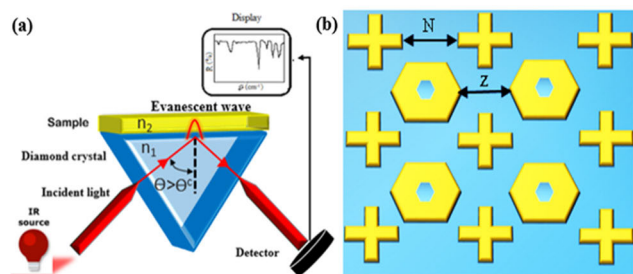 (a)
Display
R (%)
ρ (cm⁻¹)
Evanescent wave
Sample
n₂
n₁
Diamond crystal
Θ>Θᶜ
Incident light
IR
source
Detector
(b)
N
z